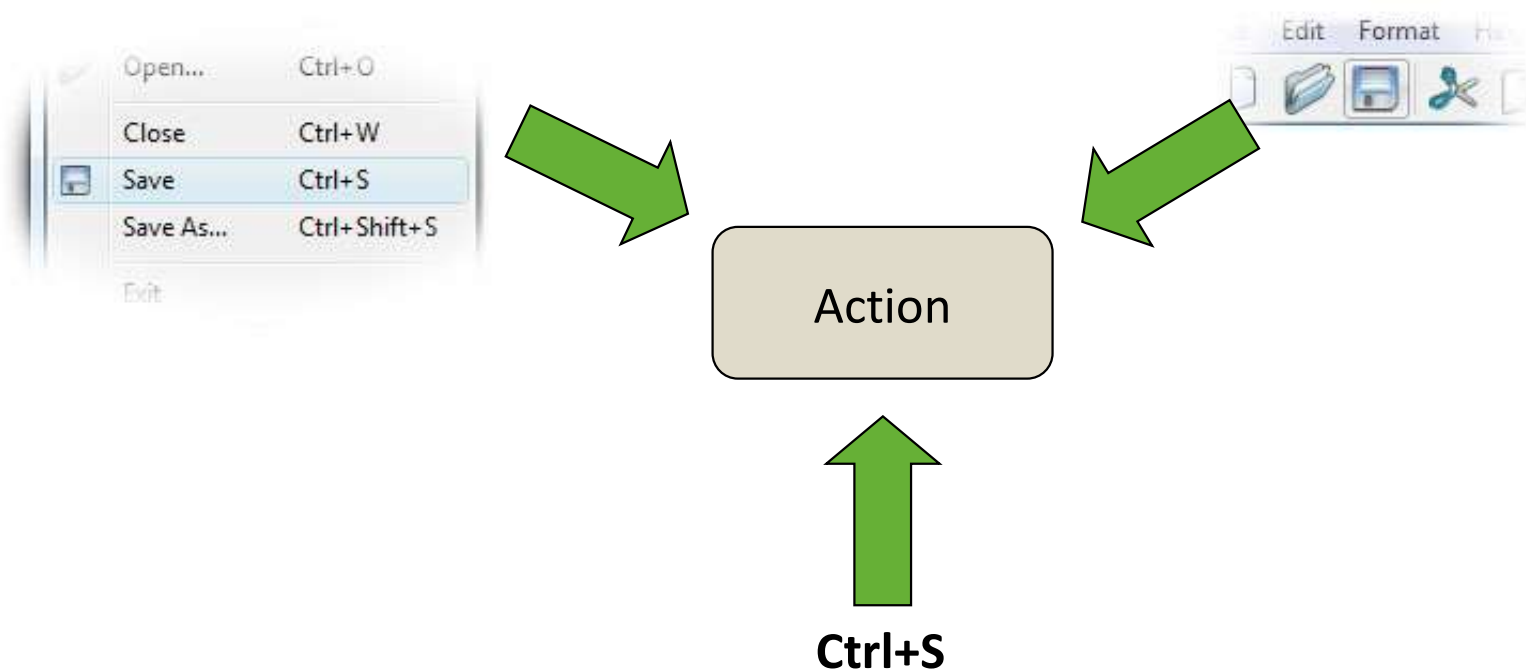 Open... Ctrl+O
Close Ctrl+W
Save Ctrl+S
Save As... Ctrl+Shift+S
Exit
Edit Format
Action
Ctrl+S